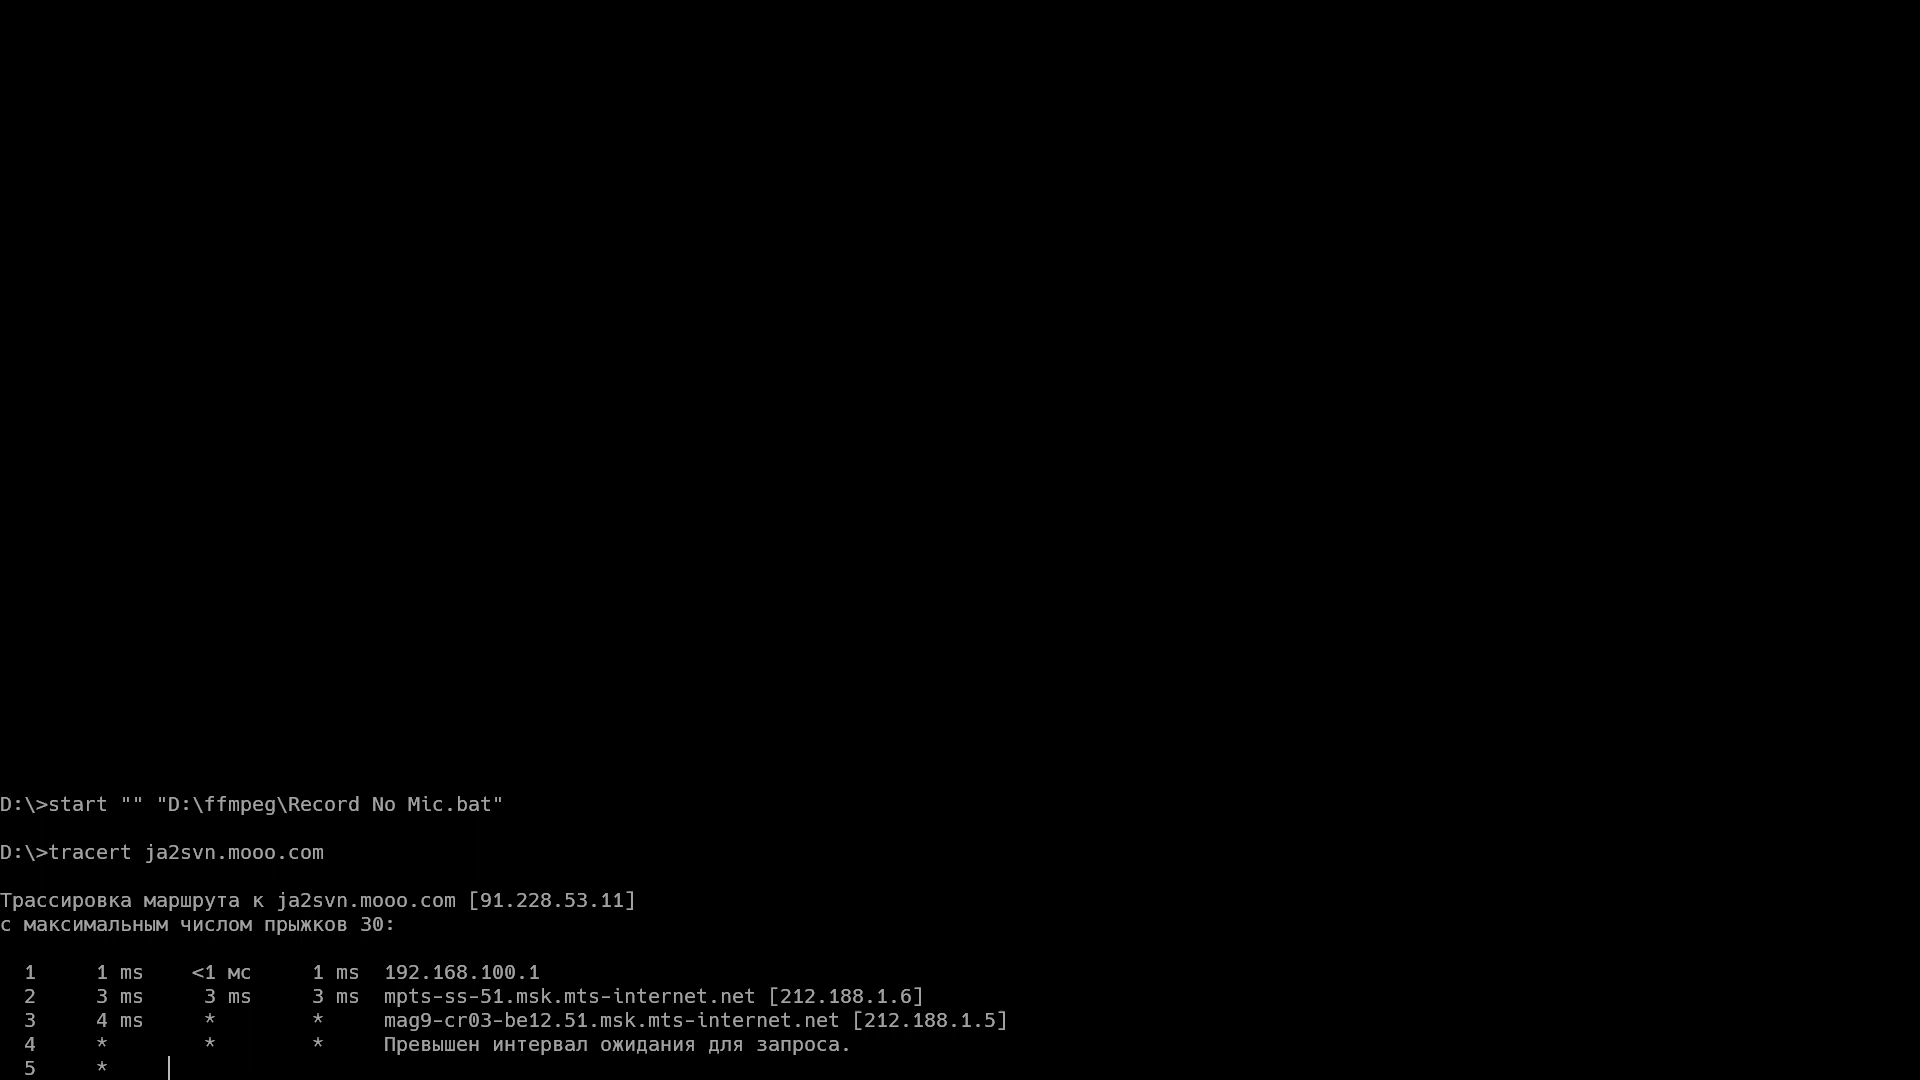 D:\>start "" "D:\ffmpeg\Record No Mic.bat"
D:\>tracert ja2svn.mooo.com
Трассировка маршрута к ja2svn.mooo.com [91.228.53.11]
с максимальным числом прыжков 30:
1 1 ms <1 мс 1 ms 192.168.100.1
2 3 ms 3 ms 3 ms mpts-ss-51.msk.mts-internet.net [212.188.1.6]
3 4 ms * * mag9-cr03-be12.51.msk.mts-internet.net [212.188.1.5]
4 * * * Превышен интервал ожидания для запроса.
5 *